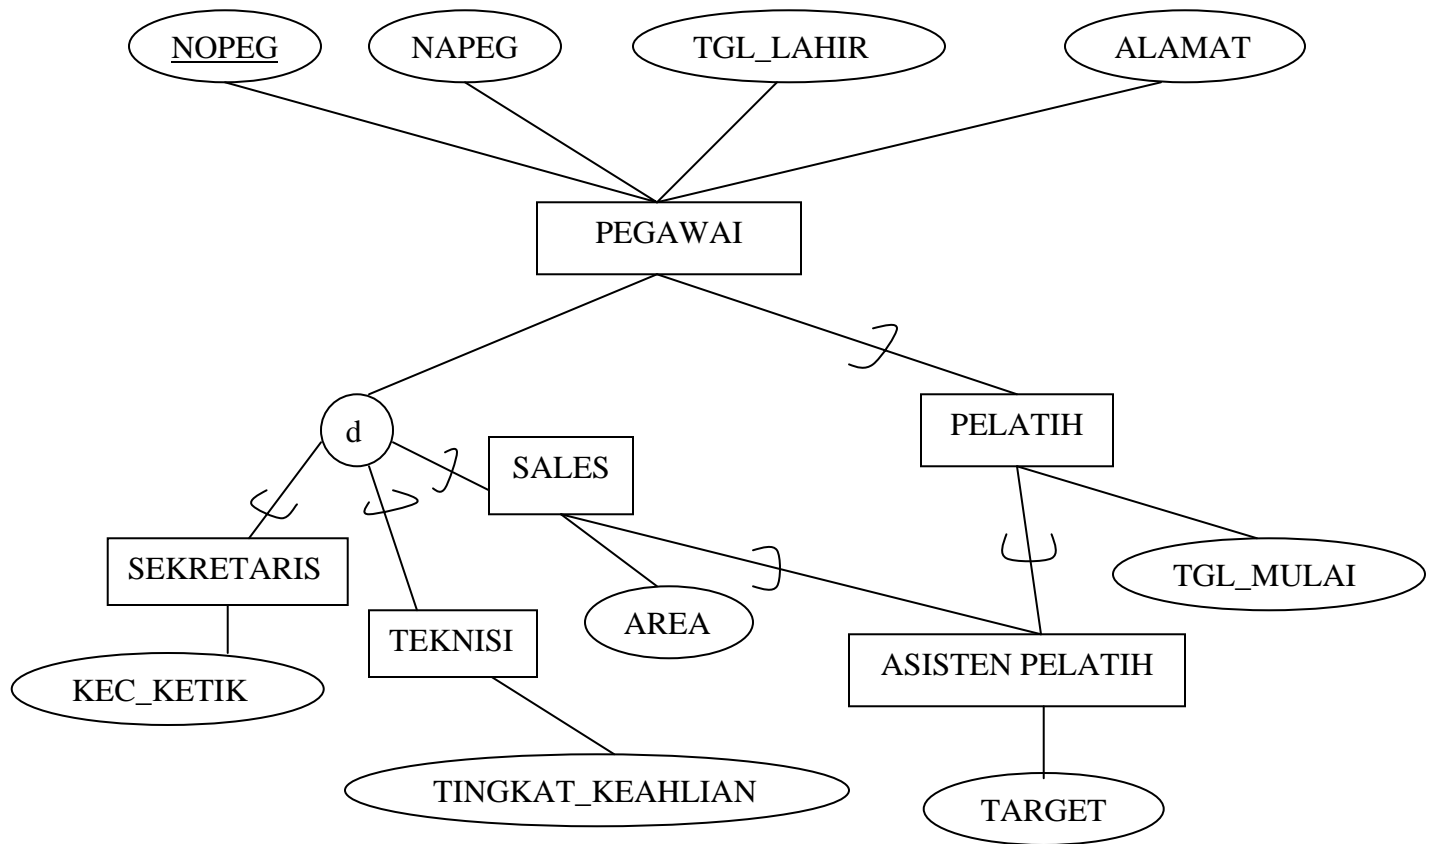 NOPEG
NAPEG
TGL_LAHIR
ALAMAT
PEGAWAI
d
SALES
PELATIH
SEKRETARIS
TEKNISI
AREA
TGL_MULAI
ASISTEN PELATIH
KEC_KETIK
TINGKAT_KEAHLIAN
TARGET